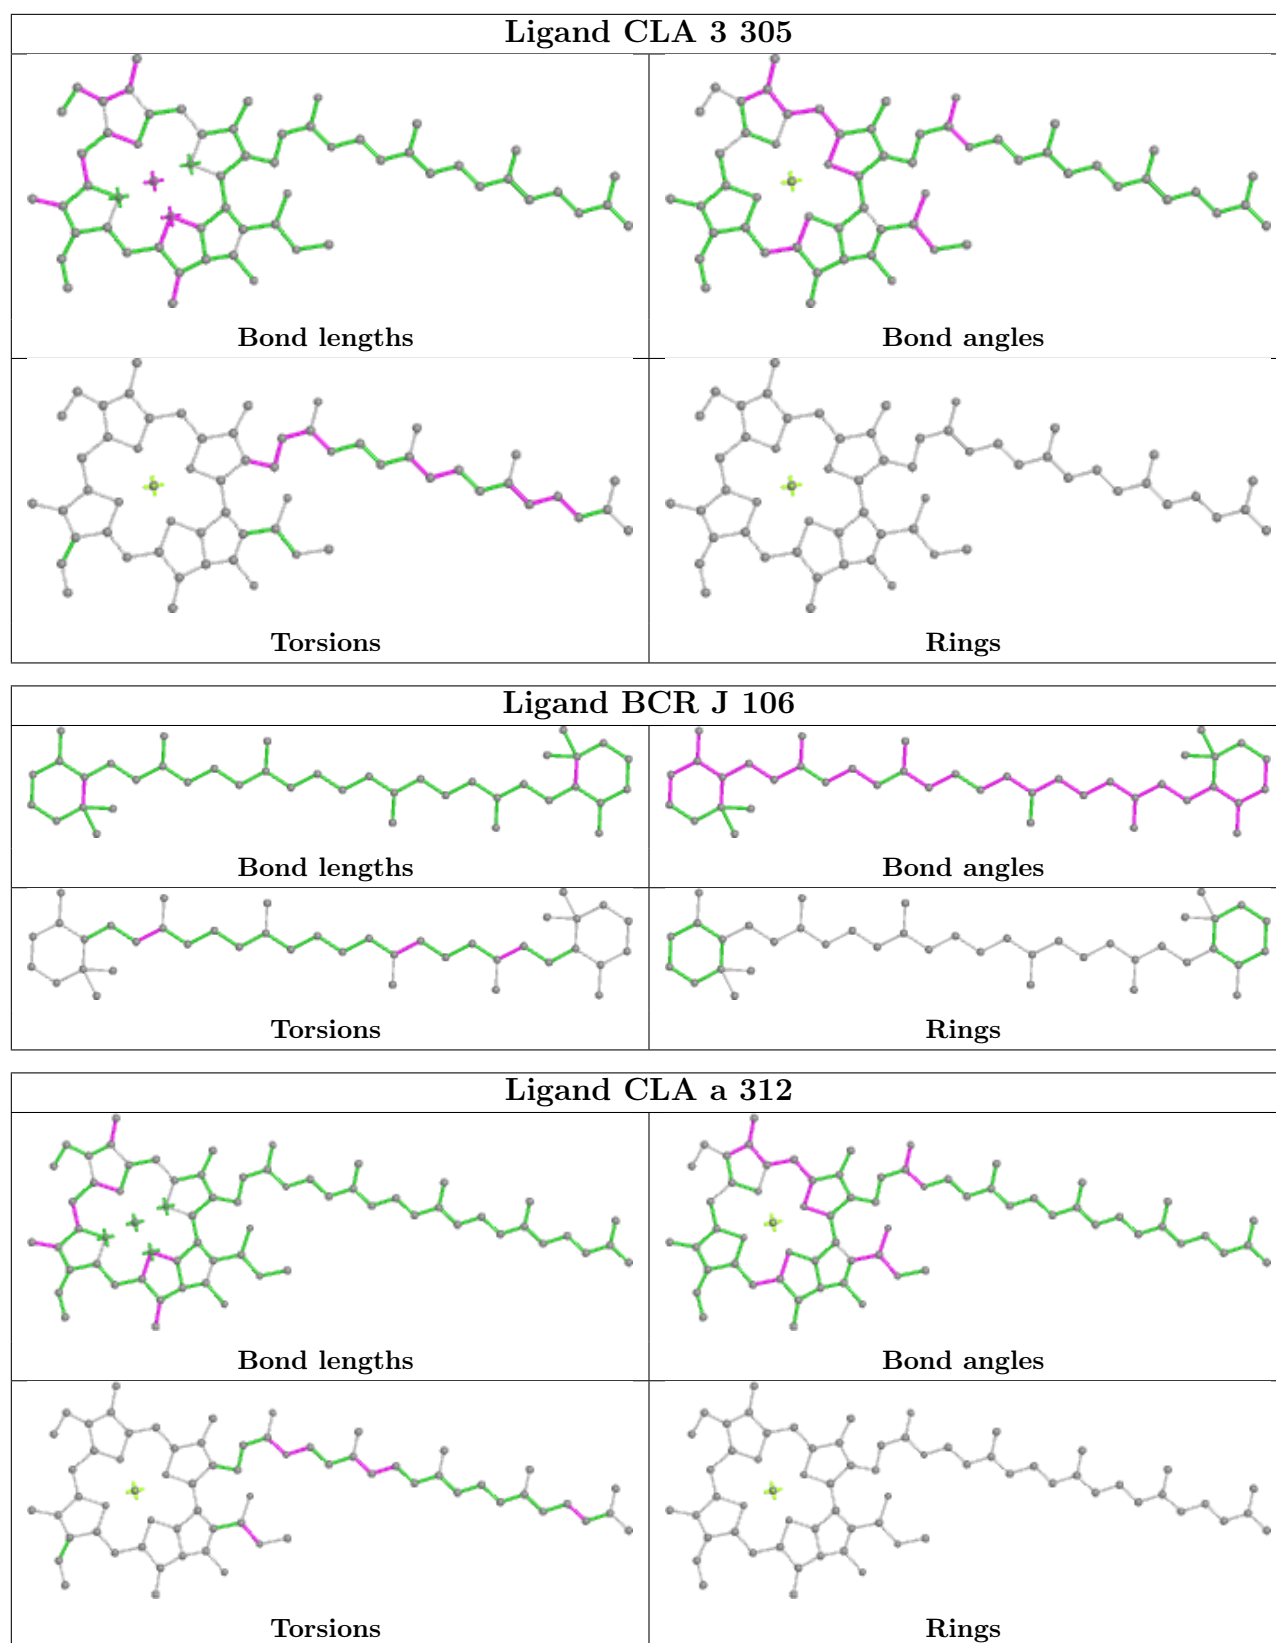 Ligand CLA 3 305
Bond lengths
Bond angles
Torsions
Rings
Ligand BCR J 106
Bond lengths
Bond angles
Torsions
Rings
Ligand CLA a 312
Bond lengths
Bond angles
Torsions
Rings